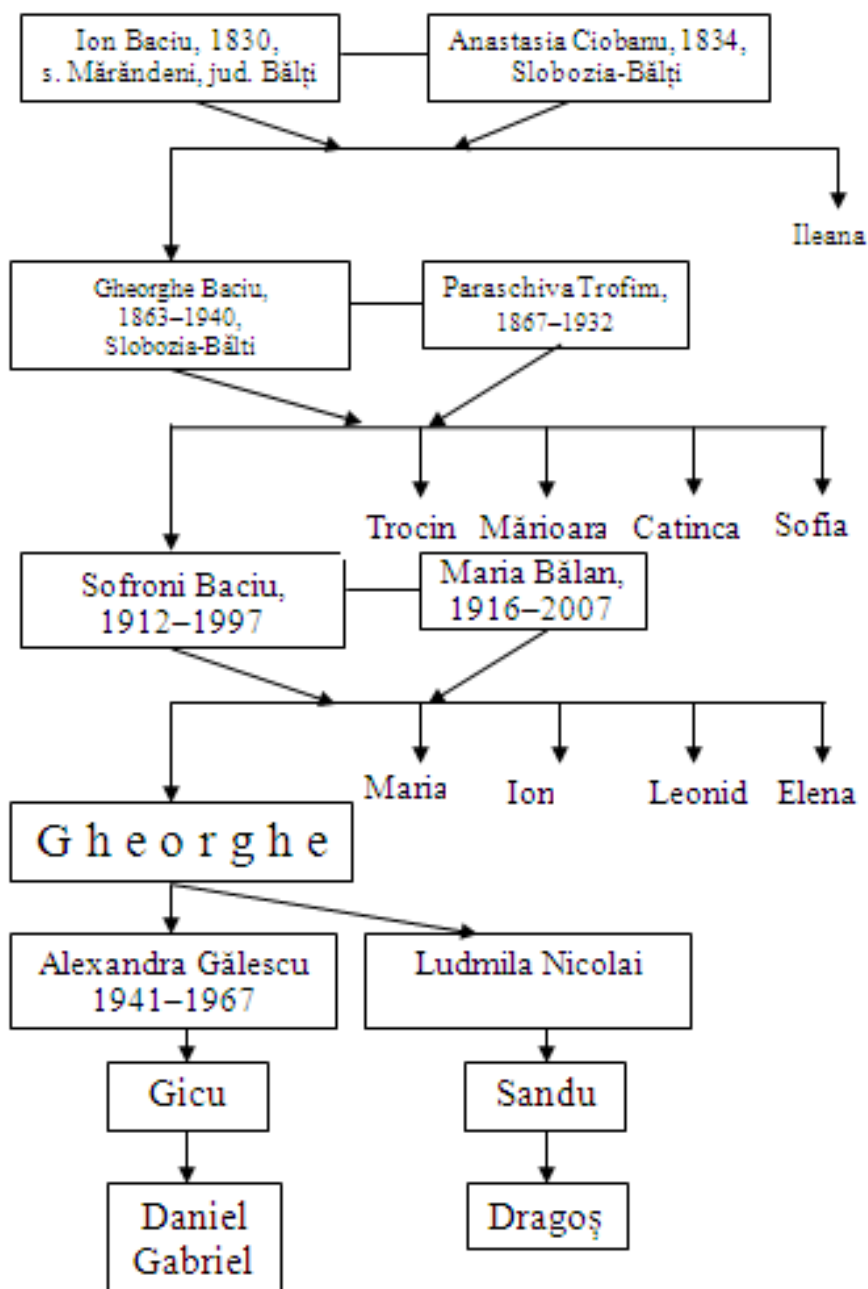 Ion Baciu, 1830,
s. Mărăndeni, jud. Bălți
Anastasia Ciobanu, 1834,
Slobozia-Bălți
Ileana
Gheorghe Baciu,
1863–1940,
Slobozia-Bălti
Paraschiva Trofim,
1867–1932
Trocin
Mărioara
Catinca
Sofia
Sofroni Baciu,
1912–1997
Maria Bălan,
1916–2007
Maria
Ion
Leonid
Elena
G h e o r g h e
Alexandra Gălescu
1941–1967
Ludmila Nicolai
Gicu
Sandu
Daniel
Gabriel
Dragoș